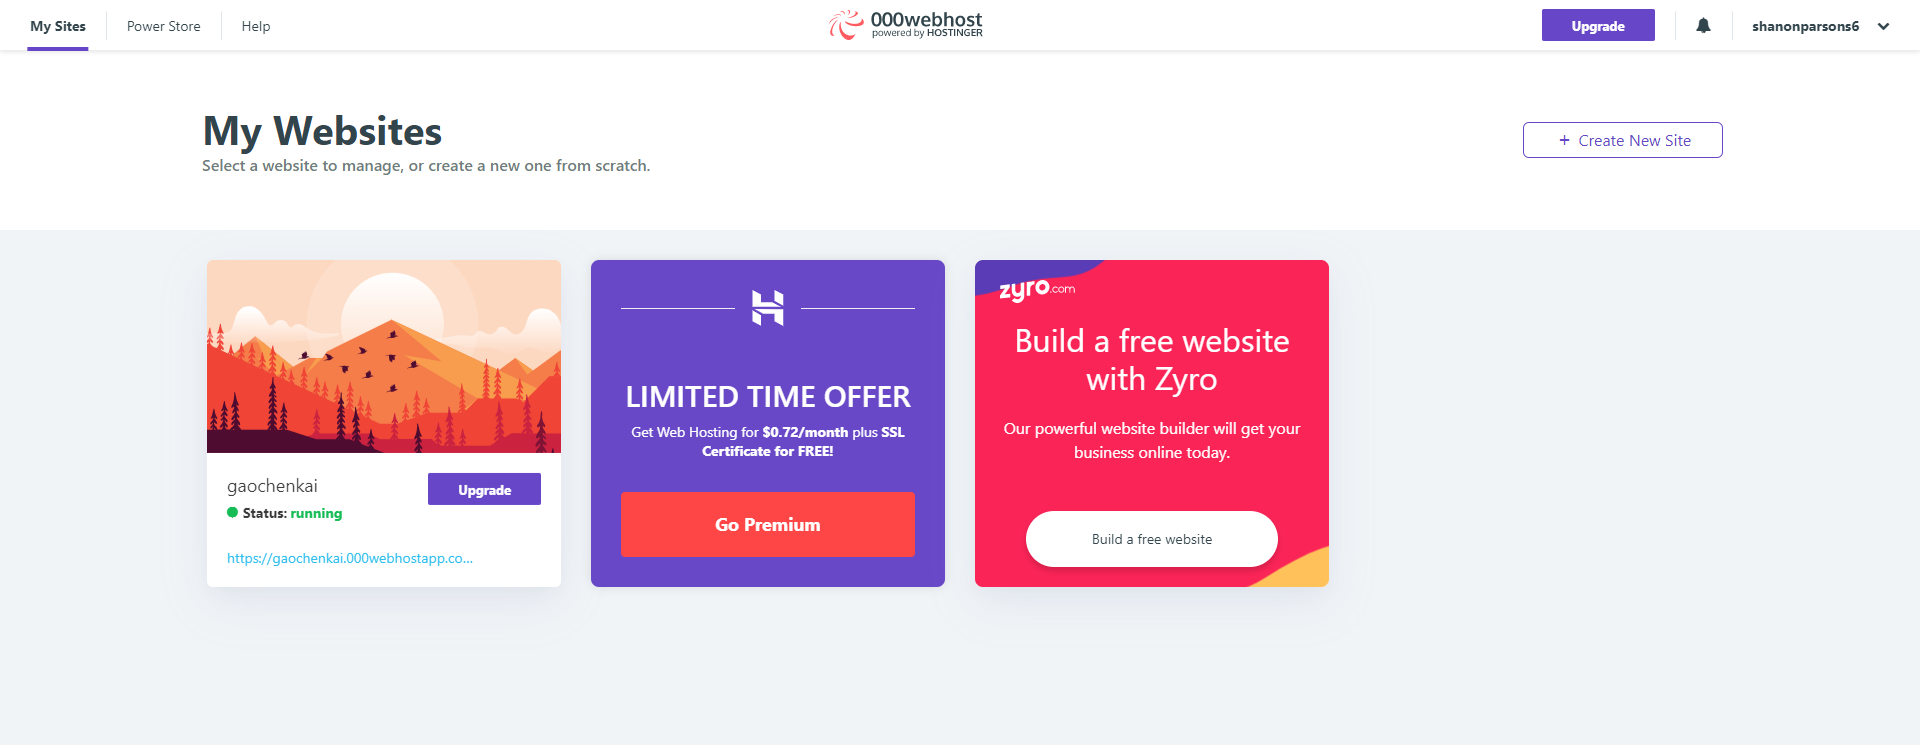 My Sites
Power Store
Help
000webhost
powered by HOSTINGER
Upgrade
shanonparsons6
My Websites
Select a website to manage, or create a new one from scratch.
+ Create New Site
gaochenkai
Upgrade
Status: running
https://gaochenkai.000webhostapp.co...
LIMITED TIME OFFER
Get Web Hosting for $0.72/month plus SSL
Certificate for FREE!
Go Premium
zyro.com
Build a free website
with Zyro
Our powerful website builder will get your
business online today.
Build a free website